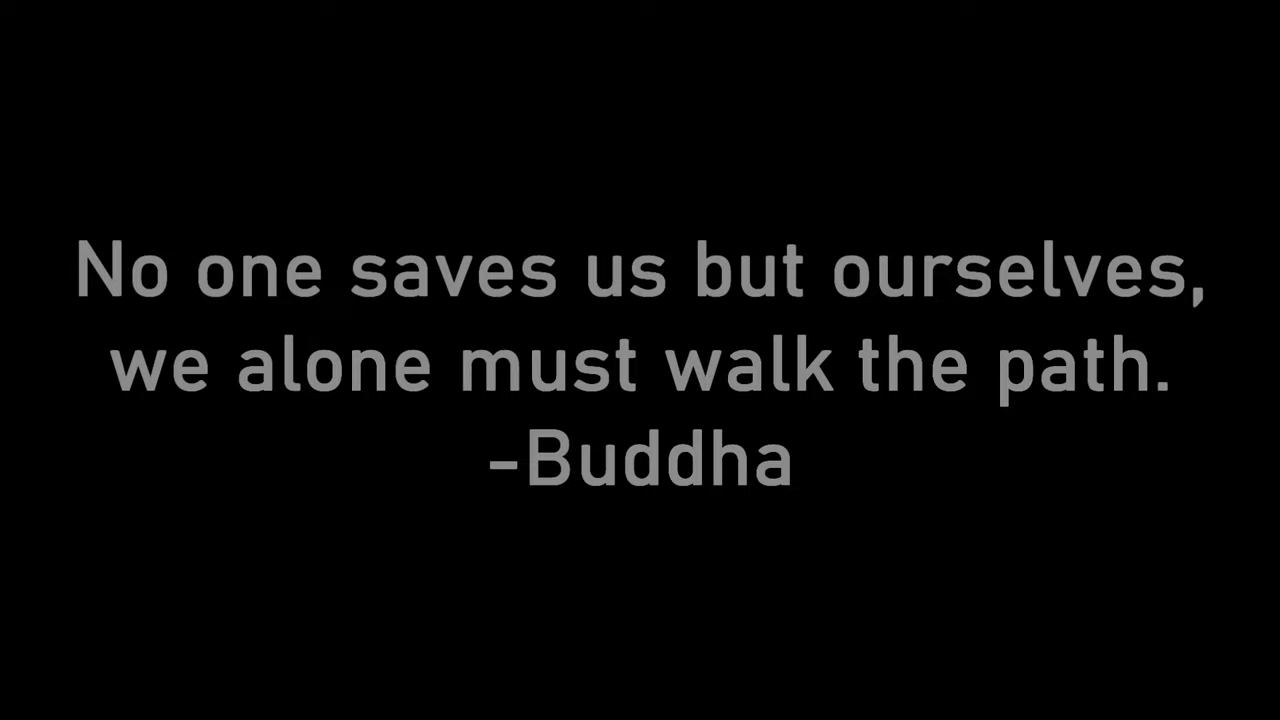 No one saves us but ourselves,
we alone must walk the path.
-Buddha